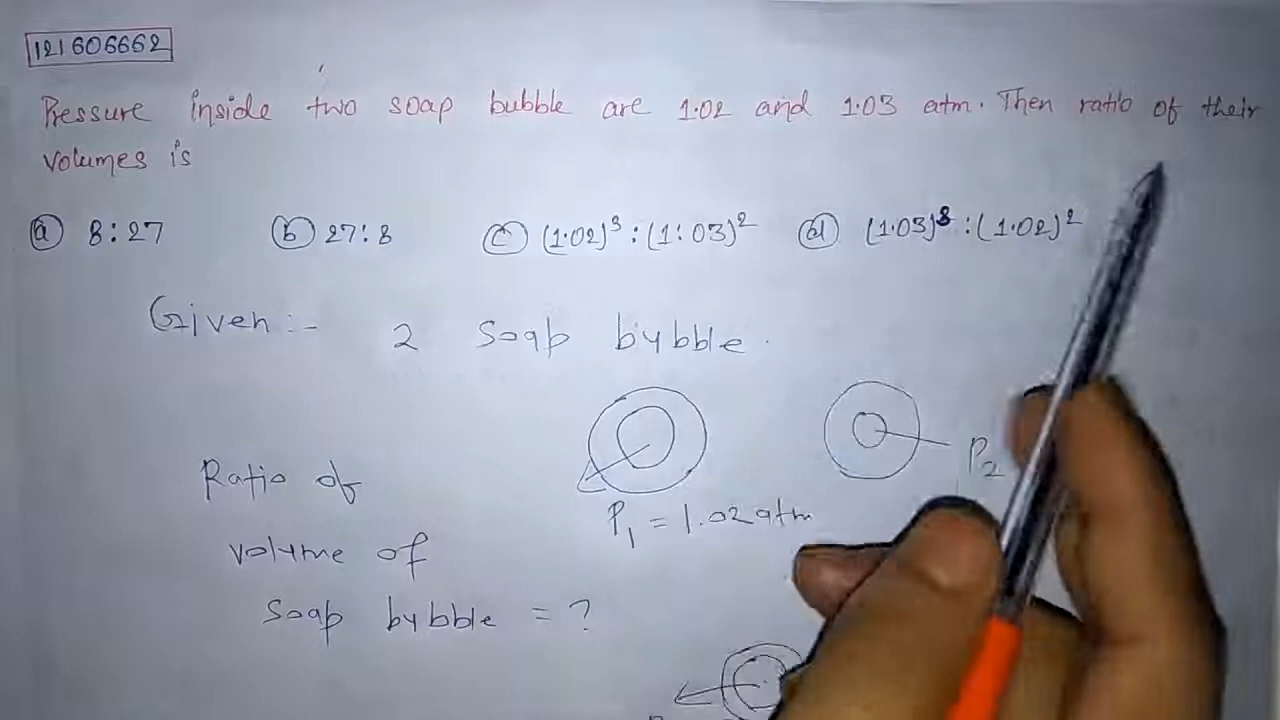 121606662
Pressure inside two soap bubble are 1.02 and 1.03 atm. Then ratio of their
volumes is
(a) 8:27 (b) 27:8 (c) (1.02)³:(1:03)² (d) (1.03)³:(1.02)²
Given:- 2 soap bubble.
P₂
Ratio of
P₁ = 1.02 atm
volume of
soap bubble = ?